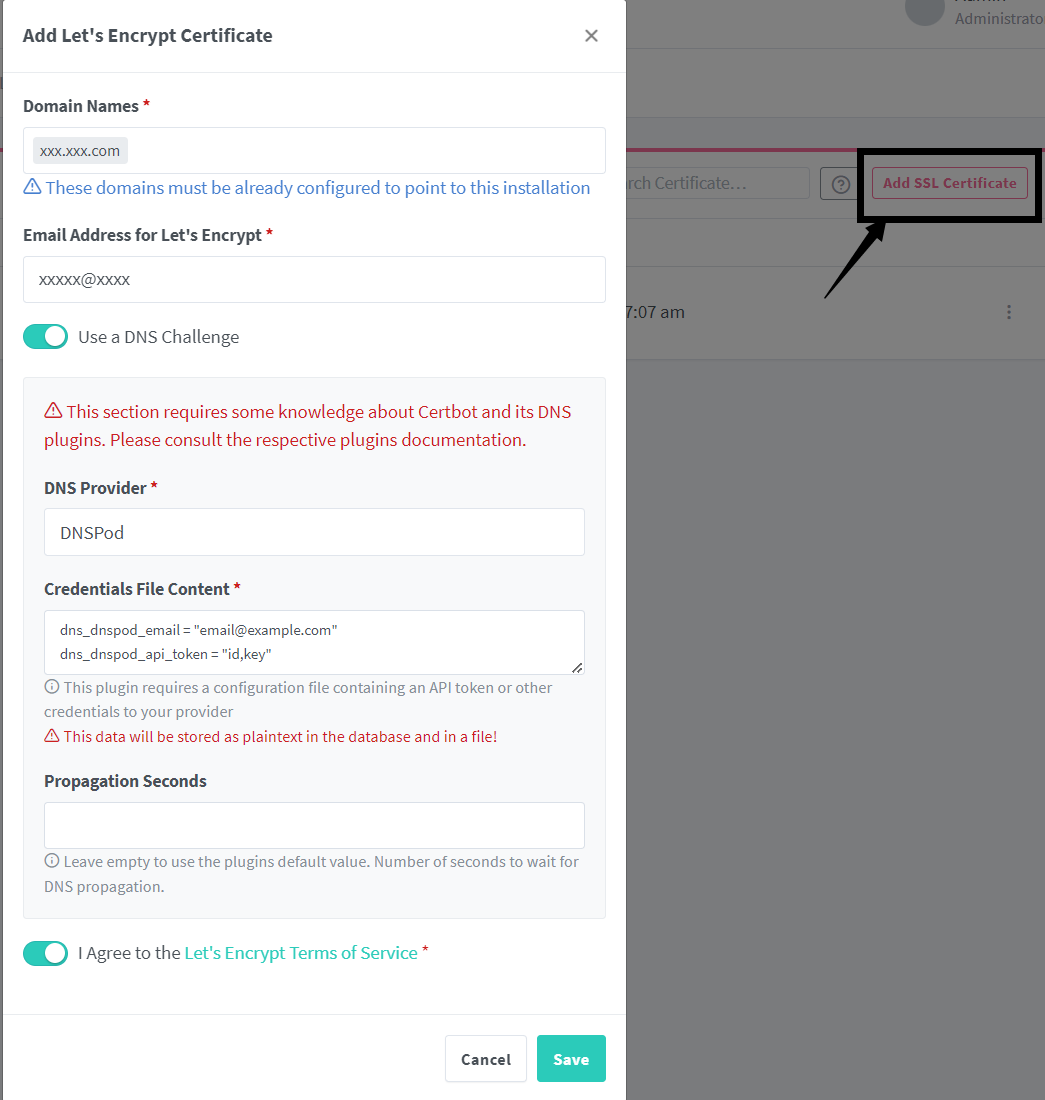 Add Let's Encrypt Certificate
Administrato
Domain Names *
xxx.xxx.com
These domains must be already configured to point to this installation
rch Certificate...
Add SSL Certificate
Email Address for Let's Encrypt *
xxxxx@xxxx
7:07 am
Use a DNS Challenge
This section requires some knowledge about Certbot and its DNS
plugins. Please consult the respective plugins documentation.
DNS Provider *
DNSPod
Credentials File Content *
dns_dnspod_email = "email@example.com"
dns_dnspod_api_token = "id,key"
This plugin requires a configuration file containing an API token or other
credentials to your provider
This data will be stored as plaintext in the database and in a file!
Propagation Seconds
Leave empty to use the plugins default value. Number of seconds to wait for
DNS propagation.
I Agree to the Let's Encrypt Terms of Service *
Cancel
Save